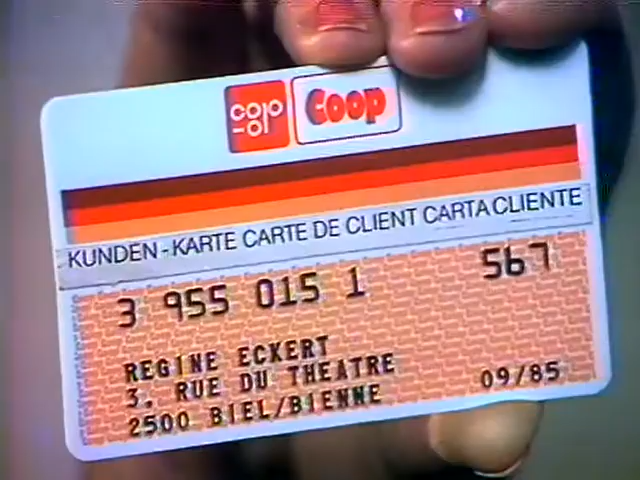 co-op Coop
KUNDEN-KARTE CARTE DE CLIENT CARTA CLIENTE
3 955 015 1 567
REGINE ECKERT
3. RUE DU THEATRE
2500 BIEL/BIENNE 09/85